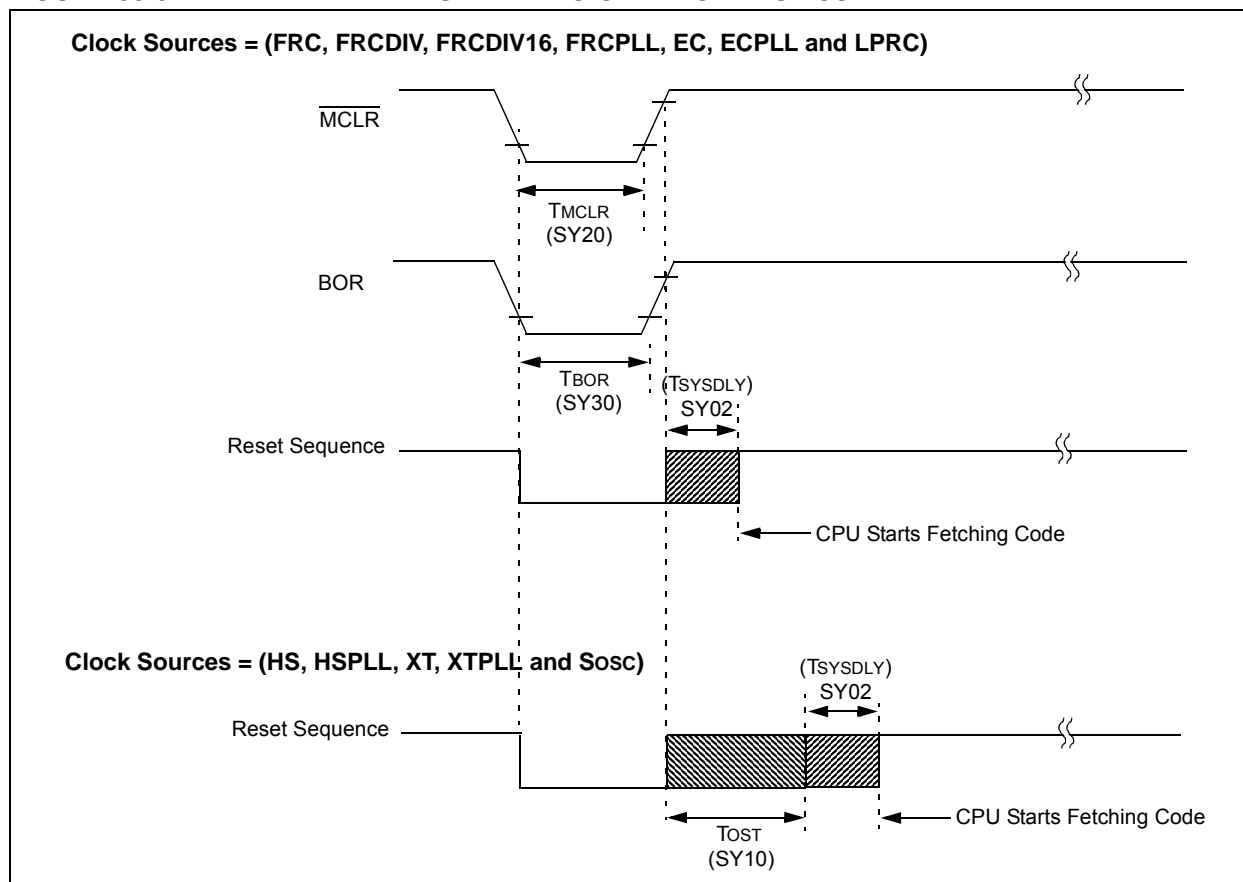 Clock Sources = (FRC, FRCDIV, FRCDIV16, FRCPLL, EC, ECPLL and LPRC)
MCLR
TMCLR
(SY20)
BOR
TBOR
(SY30)
(TSYSDLY)
SY02
Reset Sequence
CPU Starts Fetching Code
Clock Sources = (HS, HSPLL, XT, XTPLL and SOSC)
(TSYSDLY)
SY02
Reset Sequence
CPU Starts Fetching Code
TOST
(SY10)